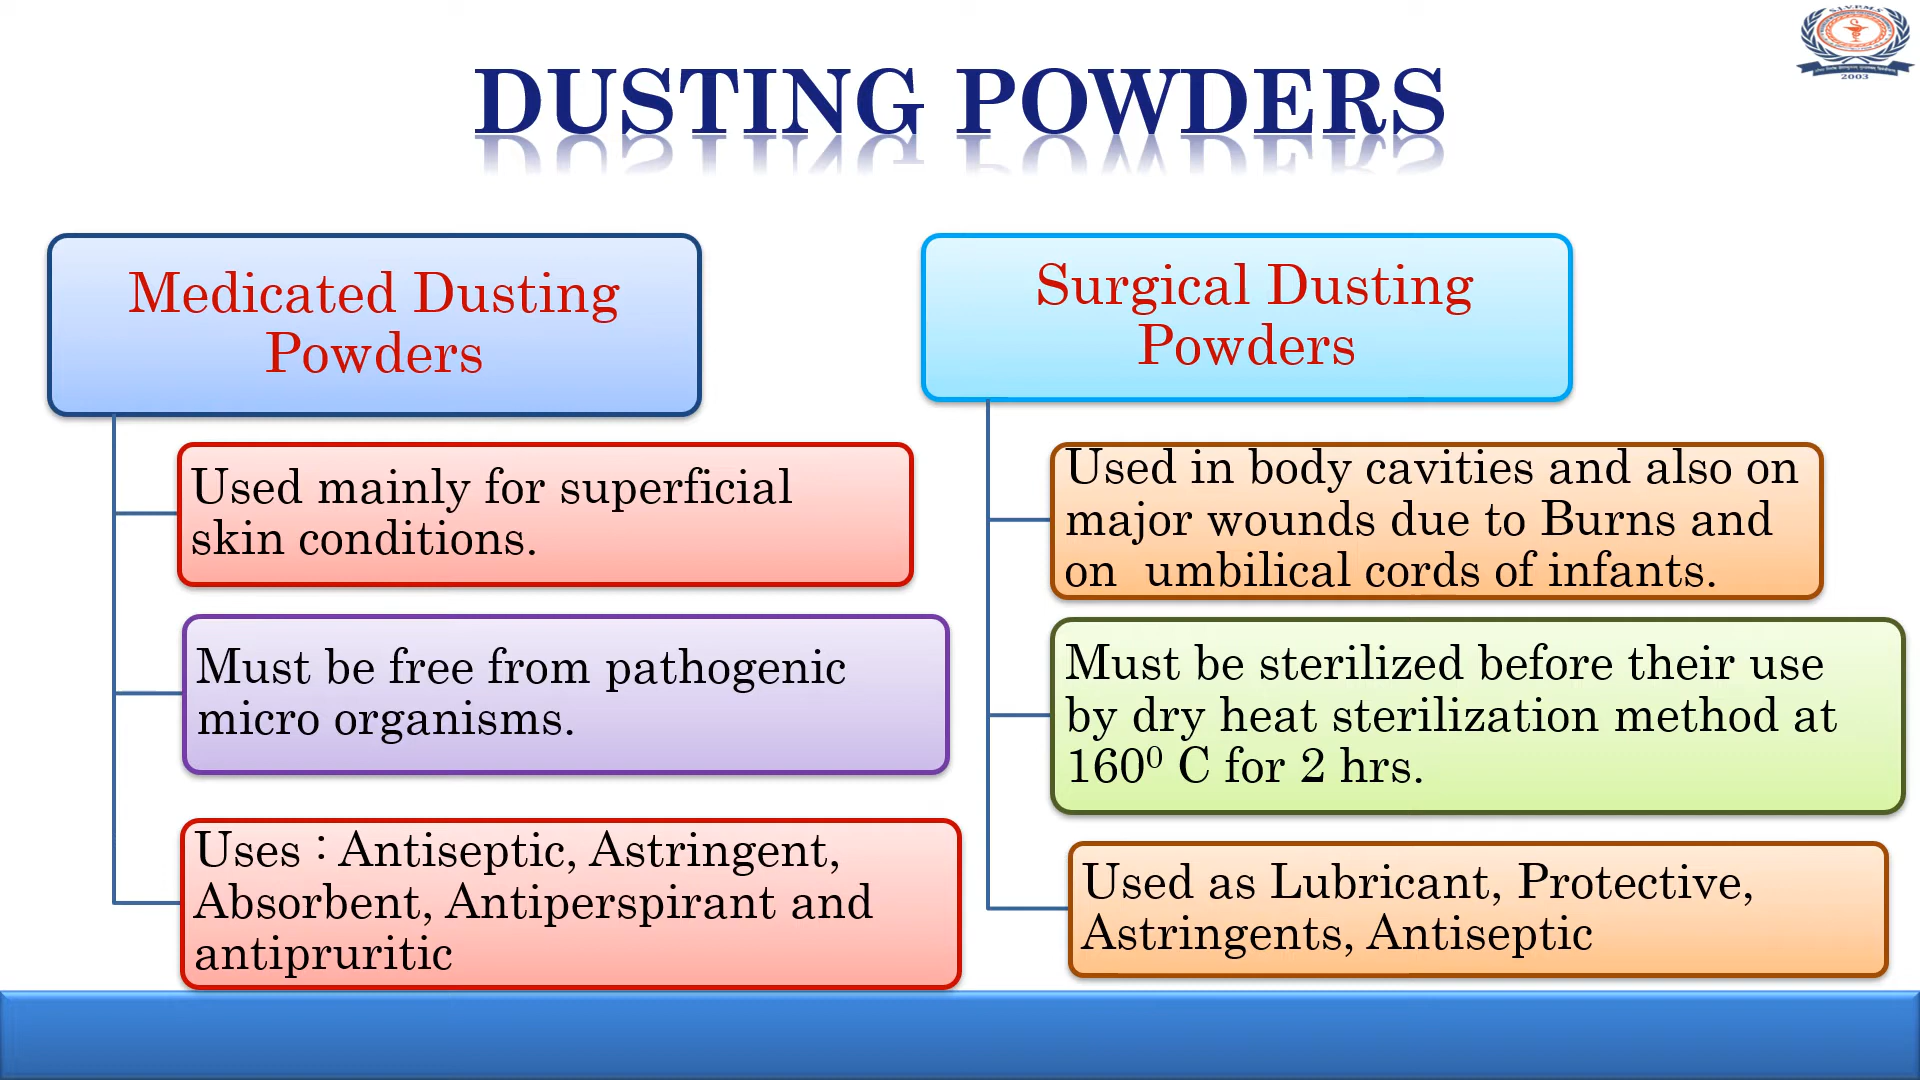 S.I.V.P.M.S
2003
DUSTING POWDERS
Medicated Dusting
Powders
Used mainly for superficial
skin conditions.
Must be free from pathogenic
micro organisms.
Uses : Antiseptic, Astringent,
Absorbent, Antiperspirant and
antipruritic
Surgical Dusting
Powders
Used in body cavities and also on
major wounds due to Burns and
on umbilical cords of infants.
Must be sterilized before their use
by dry heat sterilization method at
160⁰ C for 2 hrs.
Used as Lubricant, Protective,
Astringents, Antiseptic